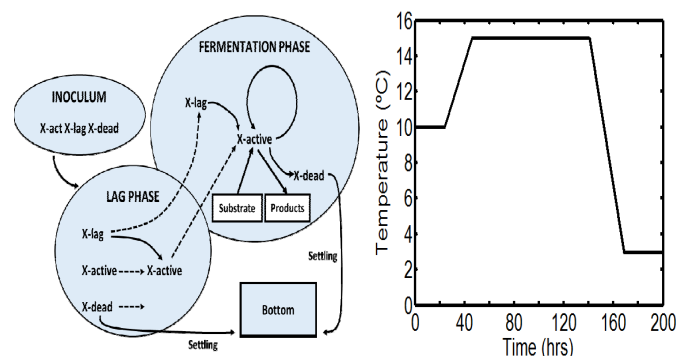 FERMENTATION PHASE
X-lag
X-active
X-dead
Substrate
Products
INOCULUM
X-act X-lag X-dead
LAG PHASE
X-lag
X-active
X-active
X-dead
Settling
Settling
Bottom
Temperature (ºC)
16
14
12
10
8
6
4
2
0
0
40
80
120
160
200
Time (hrs)